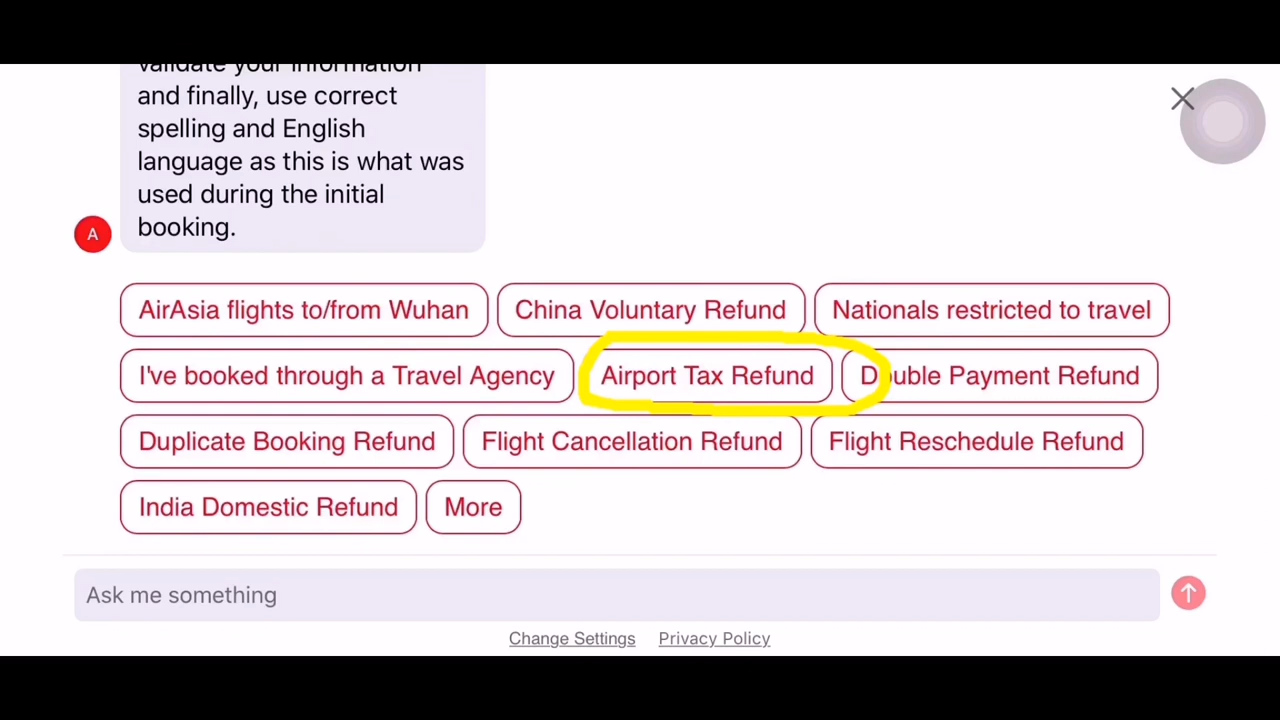 validate your information
and finally, use correct
spelling and English
language as this is what was
used during the initial
booking.
A
AirAsia flights to/from Wuhan China Voluntary Refund Nationals restricted to travel
I've booked through a Travel Agency Airport Tax Refund Double Payment Refund
Duplicate Booking Refund Flight Cancellation Refund Flight Reschedule Refund
India Domestic Refund More
Ask me something
Change Settings Privacy Policy